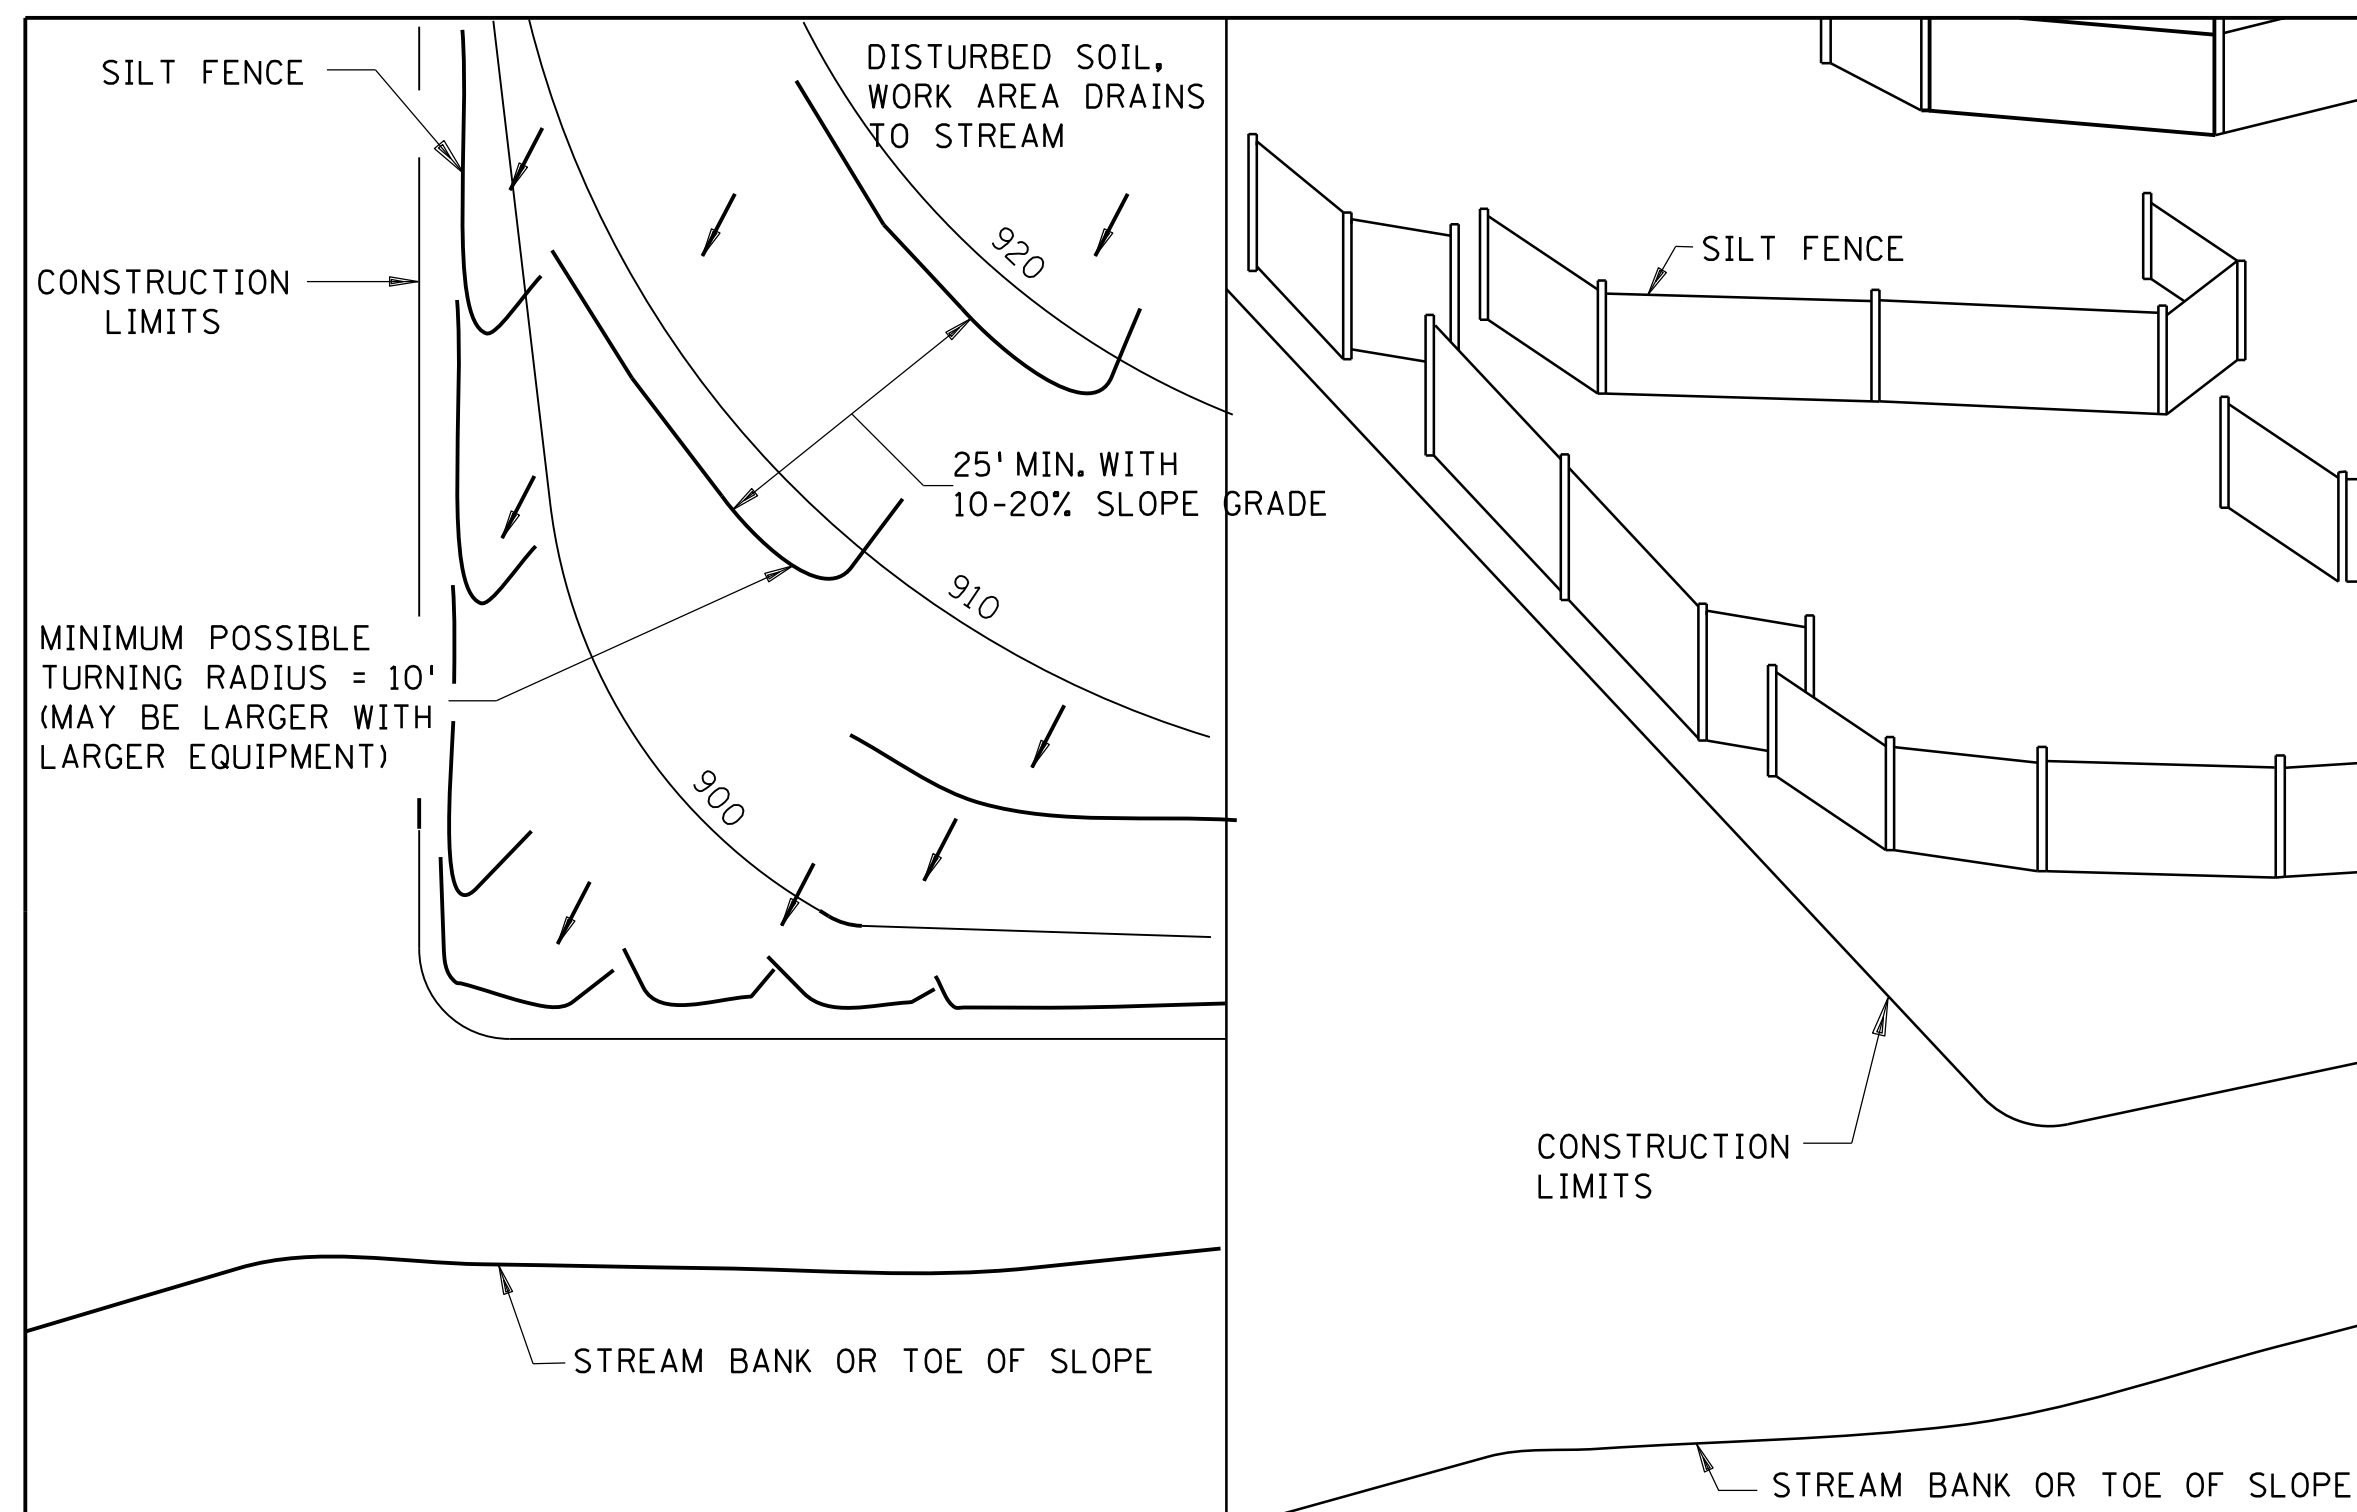 SILT FENCE
DISTURBED SOIL,
WORK AREA DRAINS
TO STREAM
CONSTRUCTION
LIMITS
920
25' MIN. WITH
10-20% SLOPE GRADE
910
MINIMUM POSSIBLE
TURNING RADIUS = 10'
(MAY BE LARGER WITH
LARGER EQUIPMENT)
900
STREAM BANK OR TOE OF SLOPE
SILT FENCE
CONSTRUCTION
LIMITS
STREAM BANK OR TOE OF SLOPE